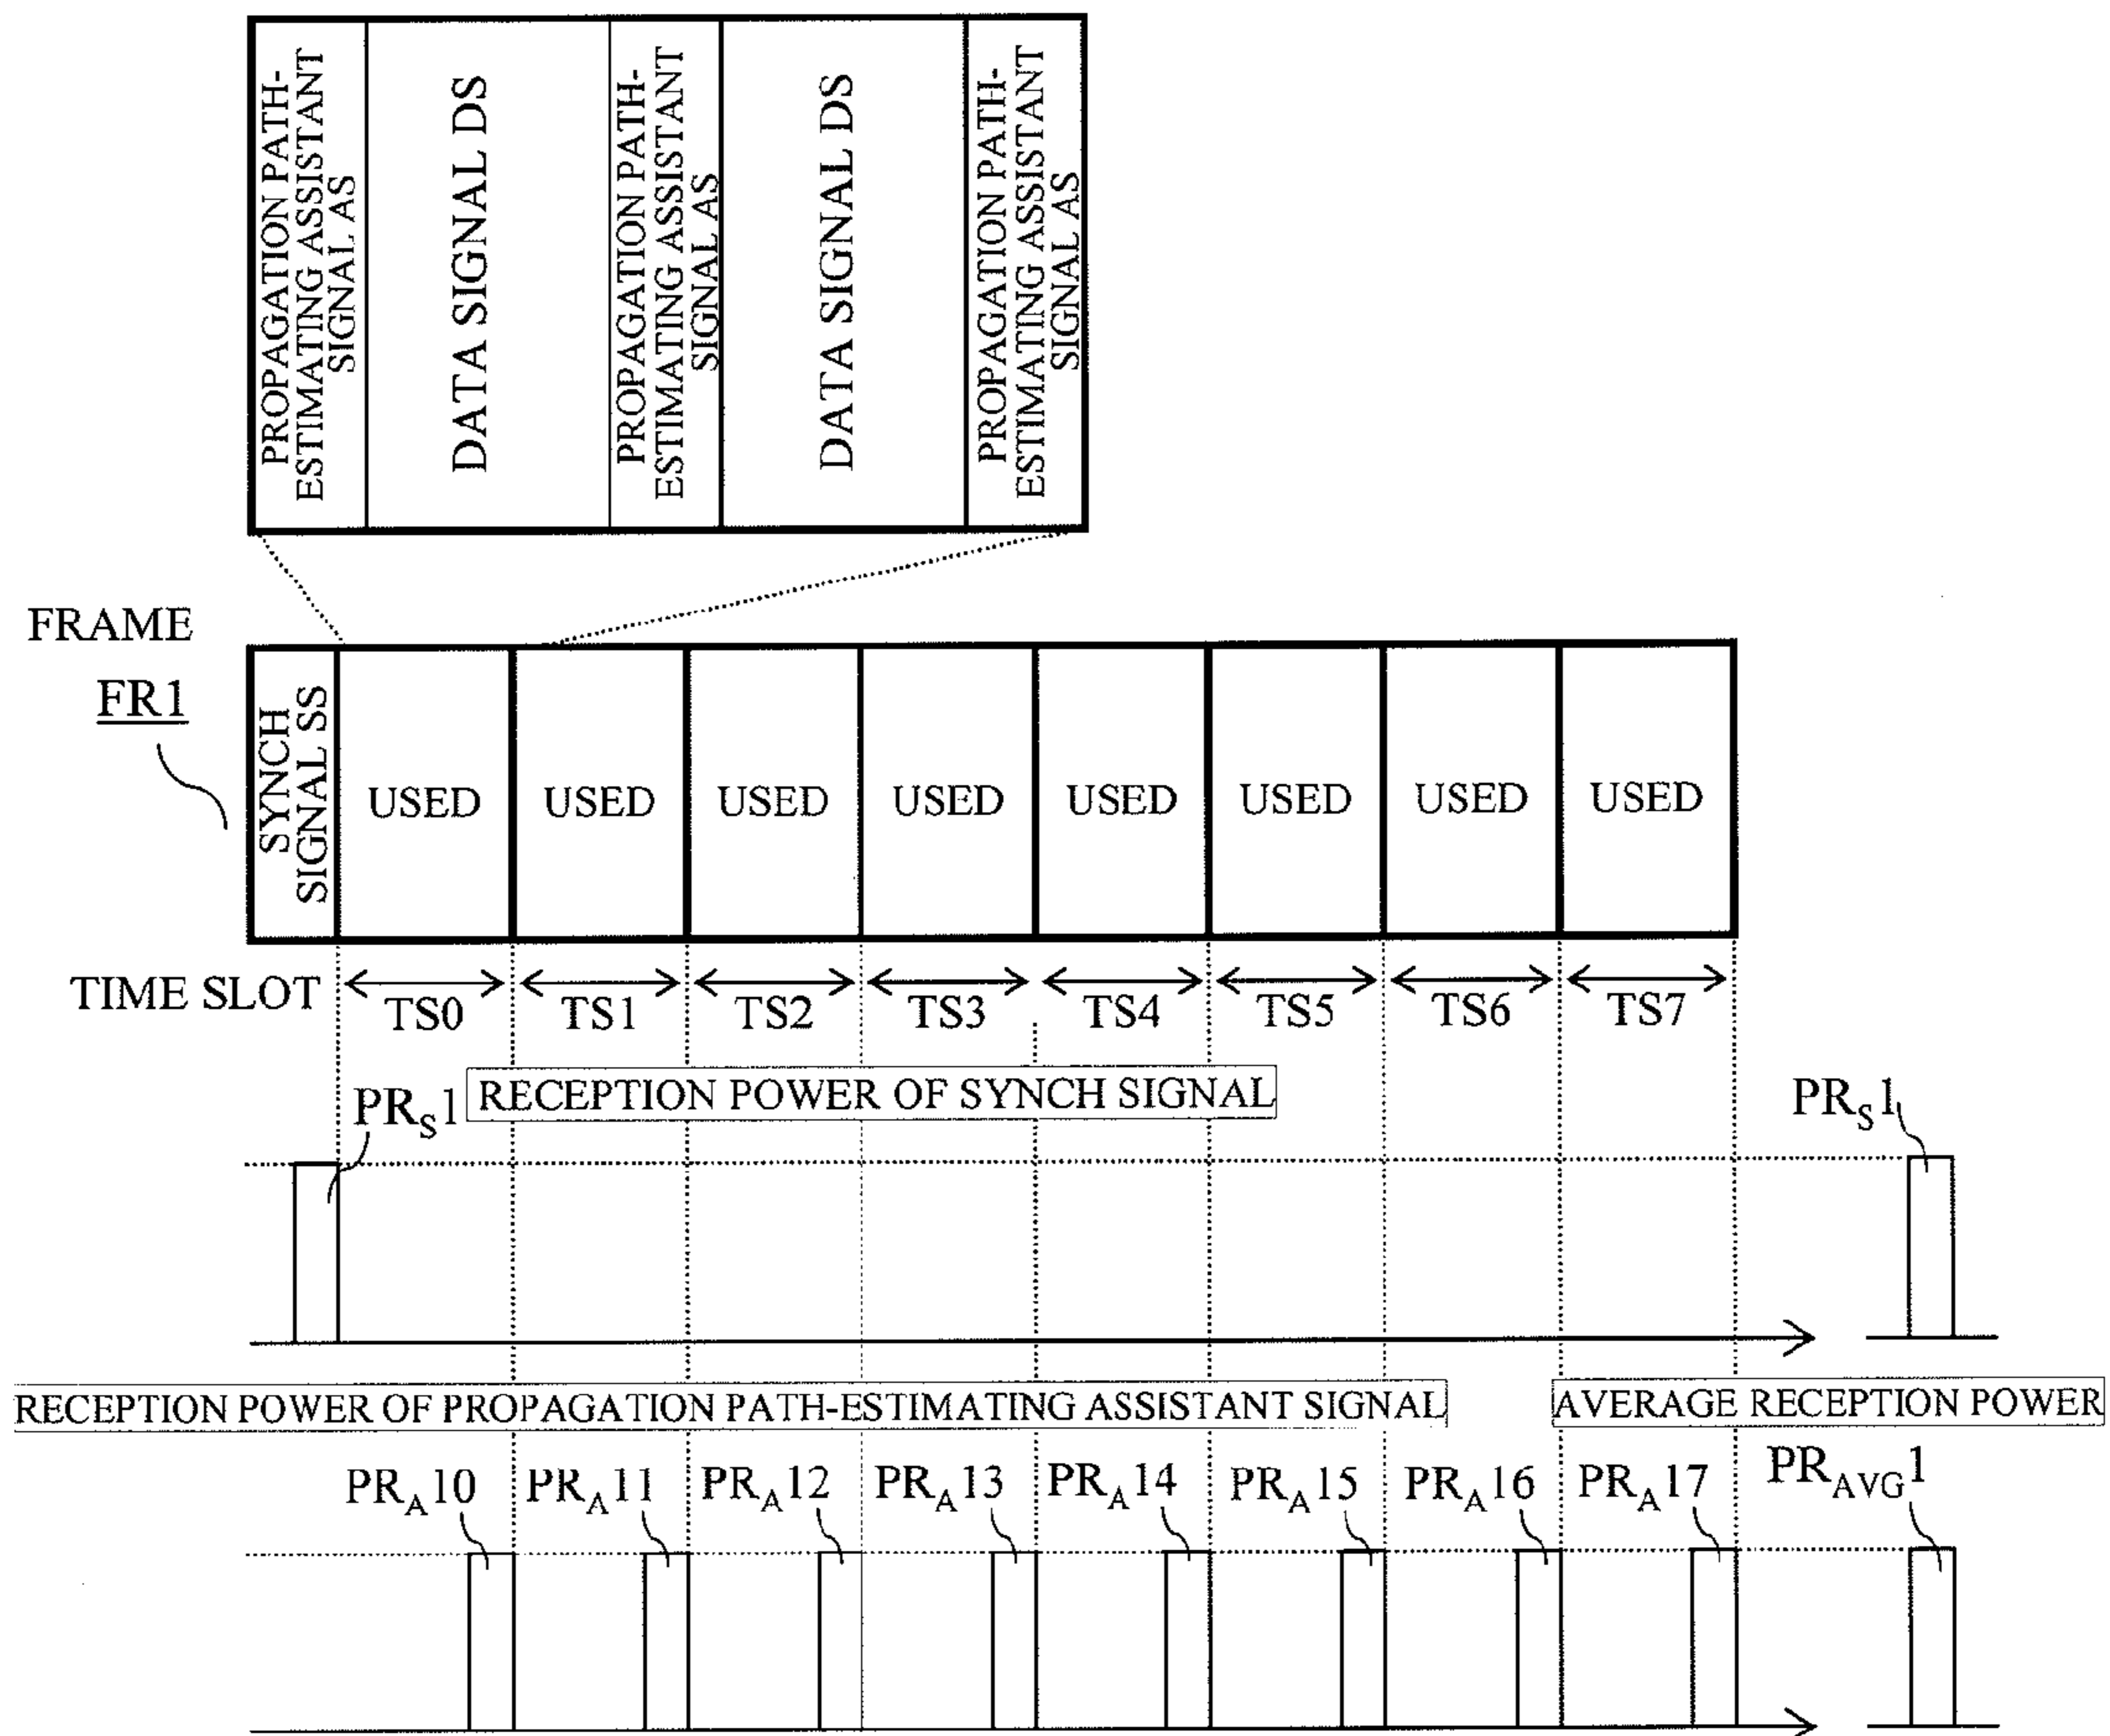 PROPAGATION PATH-
ESTIMATING ASSISTANT
SIGNAL AS
DATA SIGNAL DS
PROPAGATION PATH-
ESTIMATING ASSISTANT
SIGNAL AS
DATA SIGNAL DS
PROPAGATION PATH-
ESTIMATING ASSISTANT
SIGNAL AS
FRAME
FR1
SYNCH
SIGNAL SS
USED
USED
USED
USED
USED
USED
USED
USED
TIME SLOT
TS0
TS1
TS2
TS3
TS4
TS5
TS6
TS7
PRS1
RECEPTION POWER OF SYNCH SIGNAL
PRS1
RECEPTION POWER OF PROPAGATION PATH-ESTIMATING ASSISTANT SIGNAL
AVERAGE RECEPTION POWER
PRA10
PRA11
PRA12
PRA13
PRA14
PRA15
PRA16
PRA17
PRAVG1